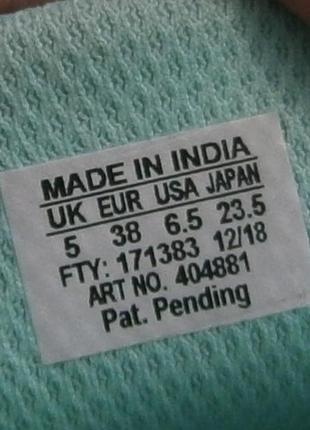 MADE IN INDIA
UK EUR USA JAPAN
5 38 6.5 23.5
FTY: 171383 12/18
ART NO. 404881
Pat. Pending